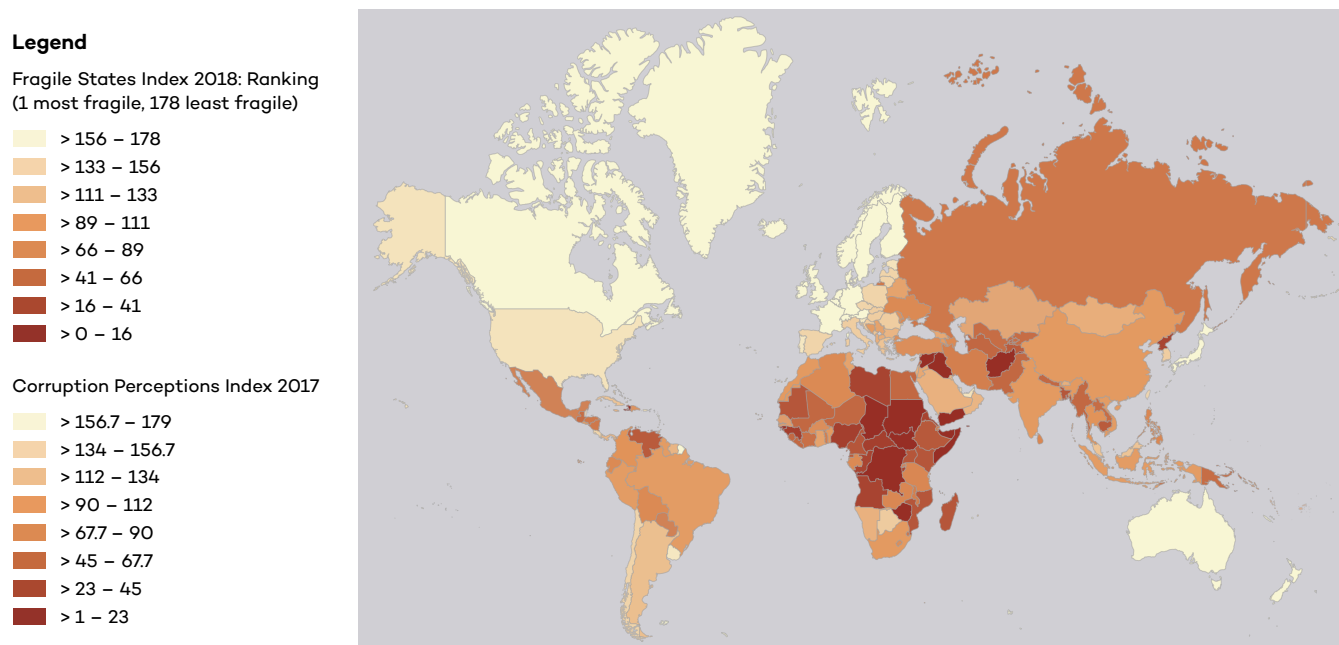 Legend
Fragile States Index 2018: Ranking
(1 most fragile, 178 least fragile)
> 156 – 178
> 133 – 156
> 111 – 133
> 89 – 111
> 66 – 89
> 41 – 66
> 16 – 41
> 0 – 16
Corruption Perceptions Index 2017
> 156.7 – 179
> 134 – 156.7
> 112 – 134
> 90 – 112
> 67.7 – 90
> 45 – 67.7
> 23 – 45
> 1 – 23